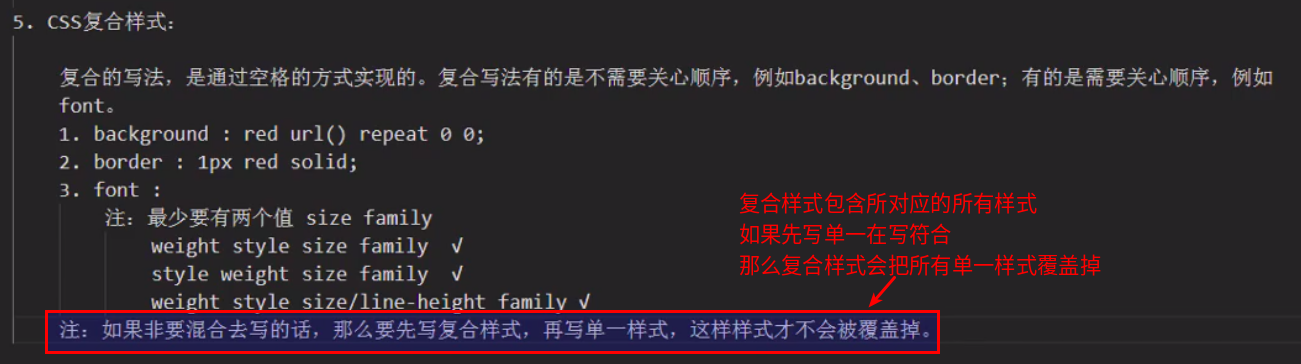 5. CSS复合样式：
复合的写法，是通过空格的方式实现的。复合写法有的是不需要关心顺序，例如background、border；有的是需要关心顺序，例如
font。
1. background : red url() repeat 0 0;
2. border : 1px red solid;
3. font :
注：最少要有两个值 size family
weight style size family √
style weight size family √
weight style size/line-height family √
注：如果非要混合去写的话，那么要先写复合样式，再写单一样式，这样样式才不会被覆盖掉。
复合样式包含所对应的所有样式
如果先写单一在写符合
那么复合样式会把所有单一样式覆盖掉